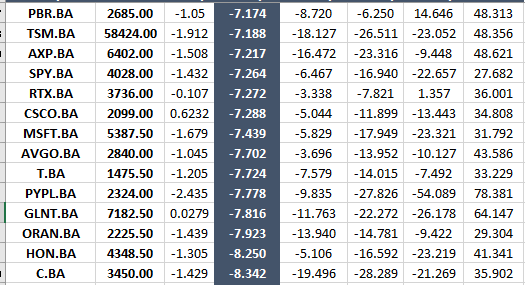 PBR.BA 2685.00 -1.05 -7.174 -8.720 -6.250 14.646 48.313
TSM.BA 58424.00 -1.912 -7.188 -18.127 -26.511 -23.052 48.356
AXP.BA 6402.00 -1.508 -7.217 -16.472 -23.316 -9.448 48.621
SPY.BA 4028.00 -1.432 -7.264 -6.467 -16.940 -22.657 27.682
RTX.BA 3736.00 -0.107 -7.272 -3.338 -7.821 1.357 36.001
CSCO.BA 2099.00 0.6232 -7.288 -5.044 -11.899 -13.443 34.808
MSFT.BA 5387.50 -1.679 -7.439 -5.829 -17.949 -23.321 31.792
AVGO.BA 2840.00 -1.045 -7.702 -3.696 -13.952 -10.127 43.586
T.BA 1475.50 -1.205 -7.724 -7.579 -14.015 -7.492 33.229
PYPL.BA 2324.00 -2.435 -7.778 -9.835 -27.826 -54.089 78.381
GLNT.BA 7182.50 0.0279 -7.816 -11.763 -22.272 -26.178 64.147
ORAN.BA 2225.50 -1.439 -7.923 -13.940 -14.781 -9.422 29.304
HON.BA 4348.50 -1.305 -8.250 -5.106 -16.592 -23.219 41.341
C.BA 3450.00 -1.429 -8.342 -19.496 -28.289 -21.269 35.902